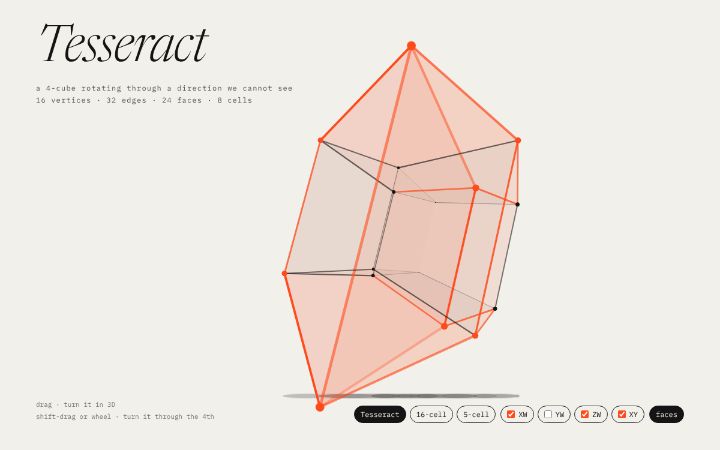 Tesseract
a 4-cube rotating through a direction we cannot see
16 vertices · 32 edges · 24 faces · 8 cells
drag · turn it in 3D
shift-drag or wheel · turn it through the 4th
Tesseract 16-cell 5-cell XW YW ZW XY faces